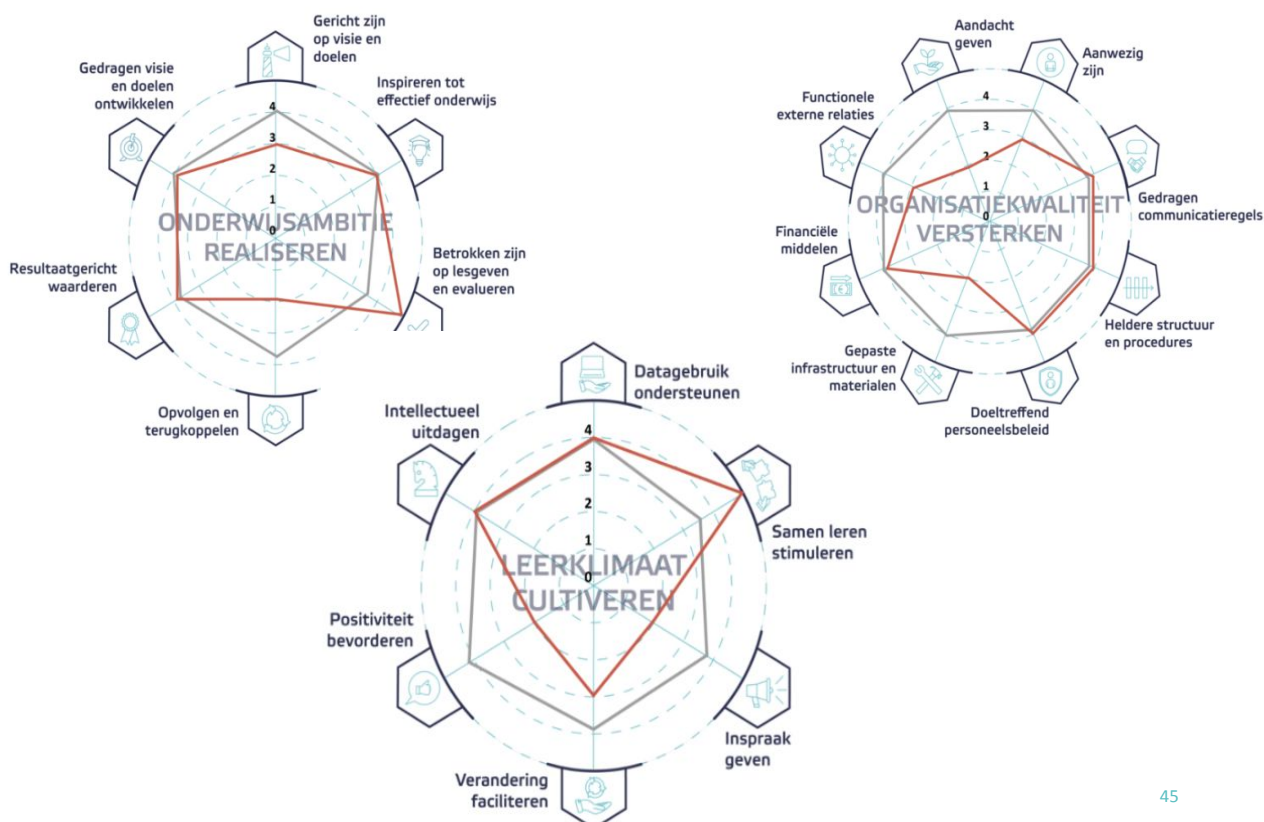 Gericht zijn
op visie en
doelen
Gedragen visie
en doelen
ontwikkelen
Inspireren tot
effectief onderwijs
4
3
2
1
0
ONDERWIJSAMBITIE
REALISEREN
Resultaatgericht
waarderen
Betrokken zijn
op lesgeven
en evalueren
Opvolgen en
terugkoppelen
Aandacht
geven
Aanwezig
zijn
Functionele
externe relaties
4
3
2
1
0
ORGANISATIEKWALITEIT
VERSTERKEN
Gedragen
communicatieregels
Financiële
middelen
Heldere structuur
en procedures
Gepaste
infrastructuur en
materialen
Doeltreffend
personeelsbeleid
Datagebruik
ondersteunen
Intellectueel
uitdagen
4
3
2
1
0
LEERKLIMAAT
CULTIVEREN
Samen leren
stimuleren
Positiviteit
bevorderen
Inspraak
geven
Verandering
faciliteren
45